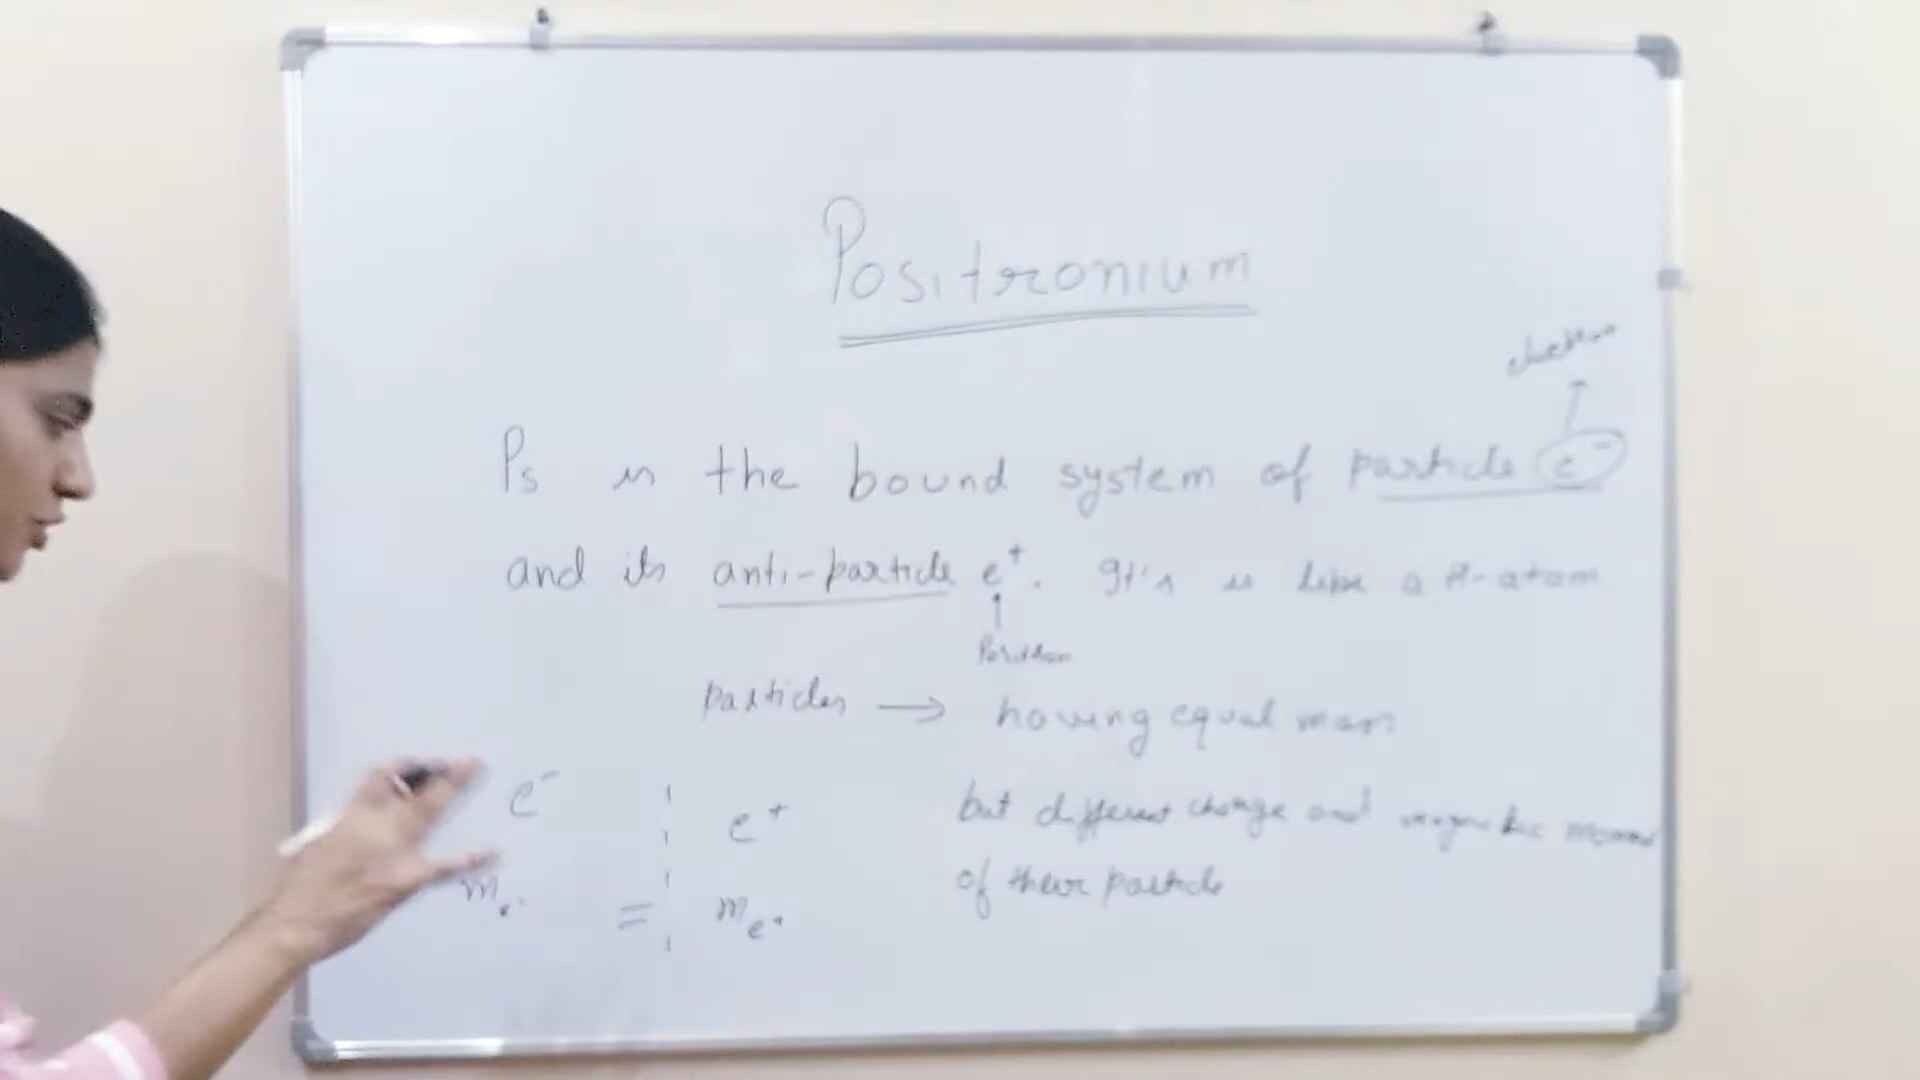 Positronium
electron
Ps is the bound system of particle e⁻
and its anti-particle e⁺. It's is like a H-atom
Positron
particles → having equal mass
e⁻ e⁺ but different charge and magnetic moment
of their particle
mₑ₋ = mₑ₊